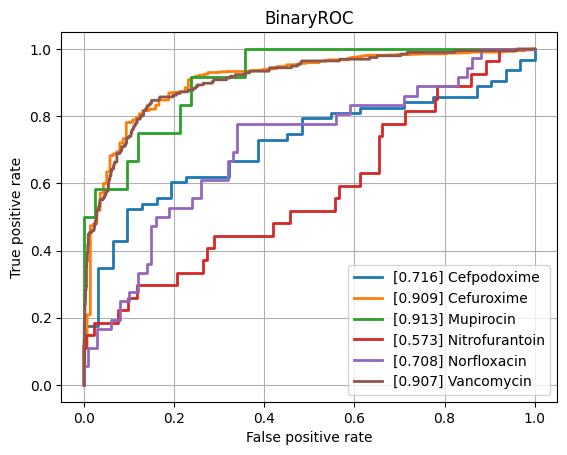 BinaryROC
True positive rate
1.0
0.8
0.6
0.4
0.2
0.0
[0.716] Cefpodoxime
[0.909] Cefuroxime
[0.913] Mupirocin
[0.573] Nitrofurantoin
[0.708] Norfloxacin
[0.907] Vancomycin
0.0 0.2 0.4 0.6 0.8 1.0
False positive rate